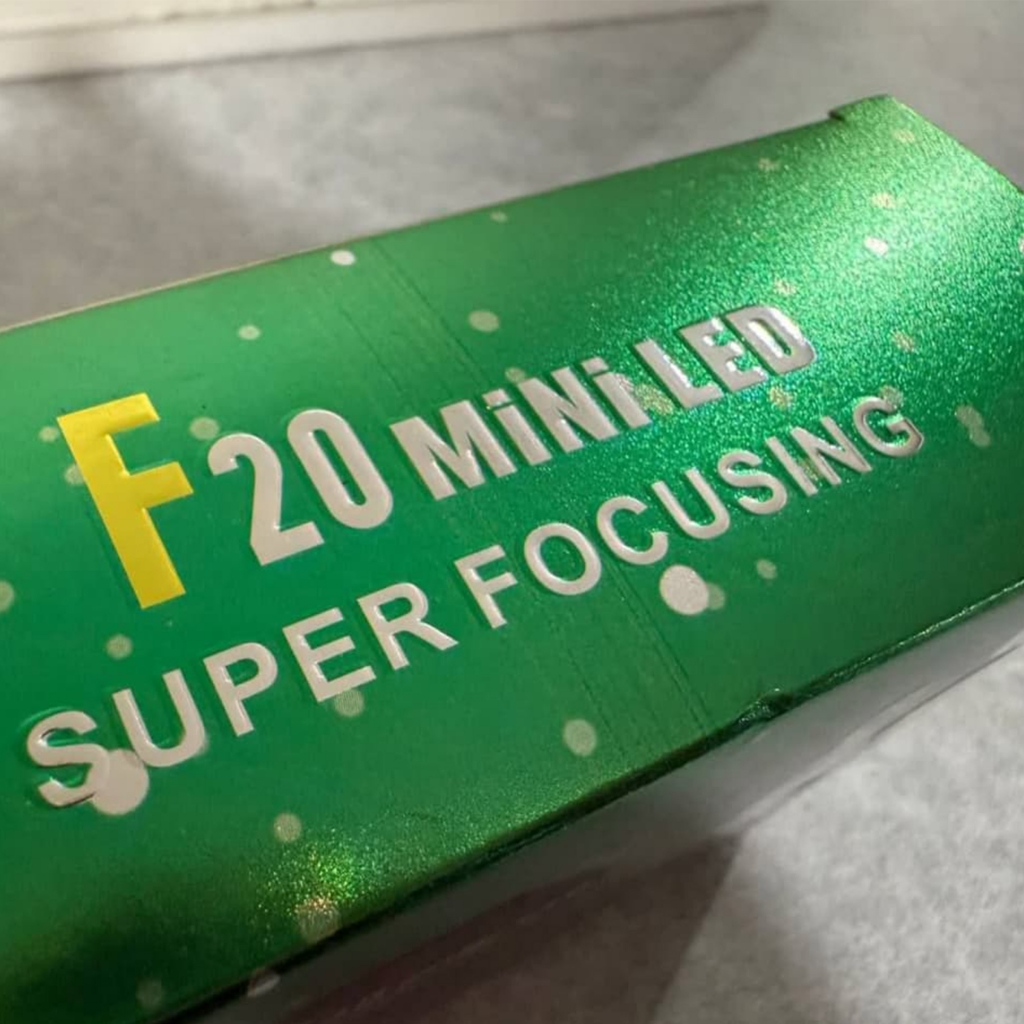 F20 MiNi LED
SUPER FOCUSING